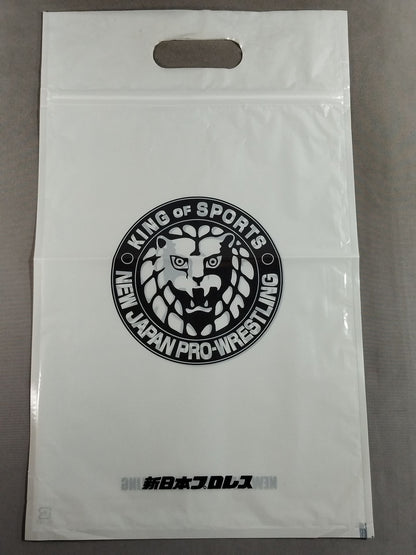 KING OF SPORTS
NEW JAPAN PRO-WRESTLING
新日本プロレス